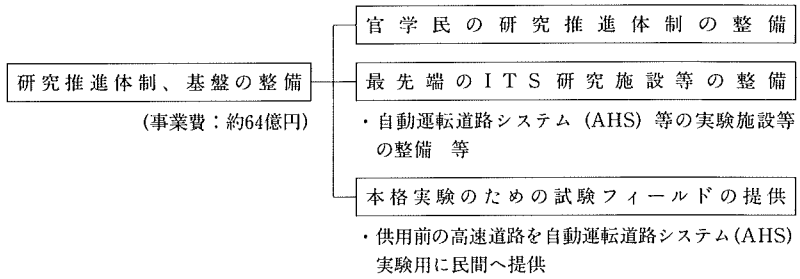 官学民の研究推進体制の整備
研究推進体制、基盤の整備
(事業費：約64億円)
最先端のITS研究施設等の整備
・自動運転道路システム（AHS）等の実験施設等
の整備　等
本格実験のための試験フィールドの提供
・供用前の高速道路を自動運転道路システム(AHS)
実験用に民間へ提供